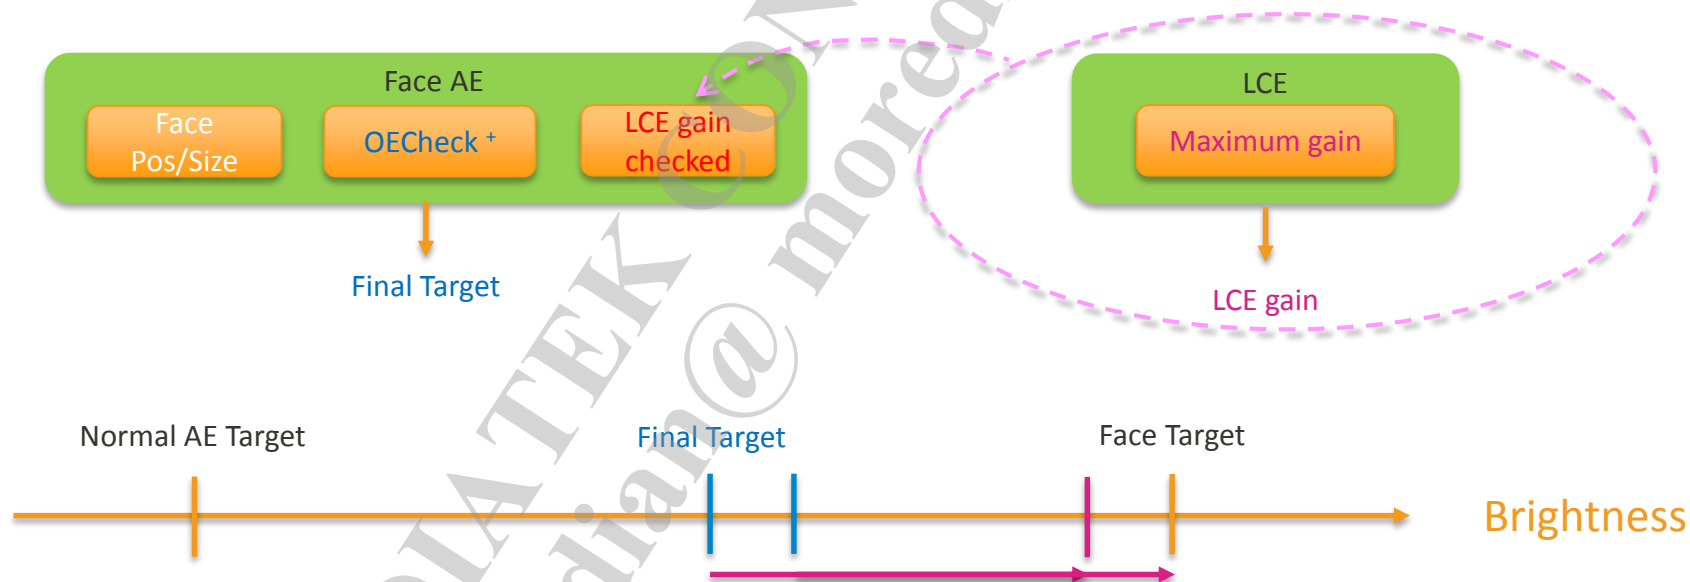 Face AE
LCE
Face
Pos/Size
OECheck +
LCE gain
checked
Maximum gain
Final Target
LCE gain
Normal AE Target
Final Target
Face Target
Brightness